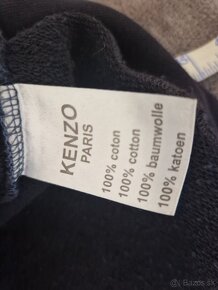 KENZO
PARIS
100% coton
100% cotton
100% baumwolle
100% katoen
Bazos.sk